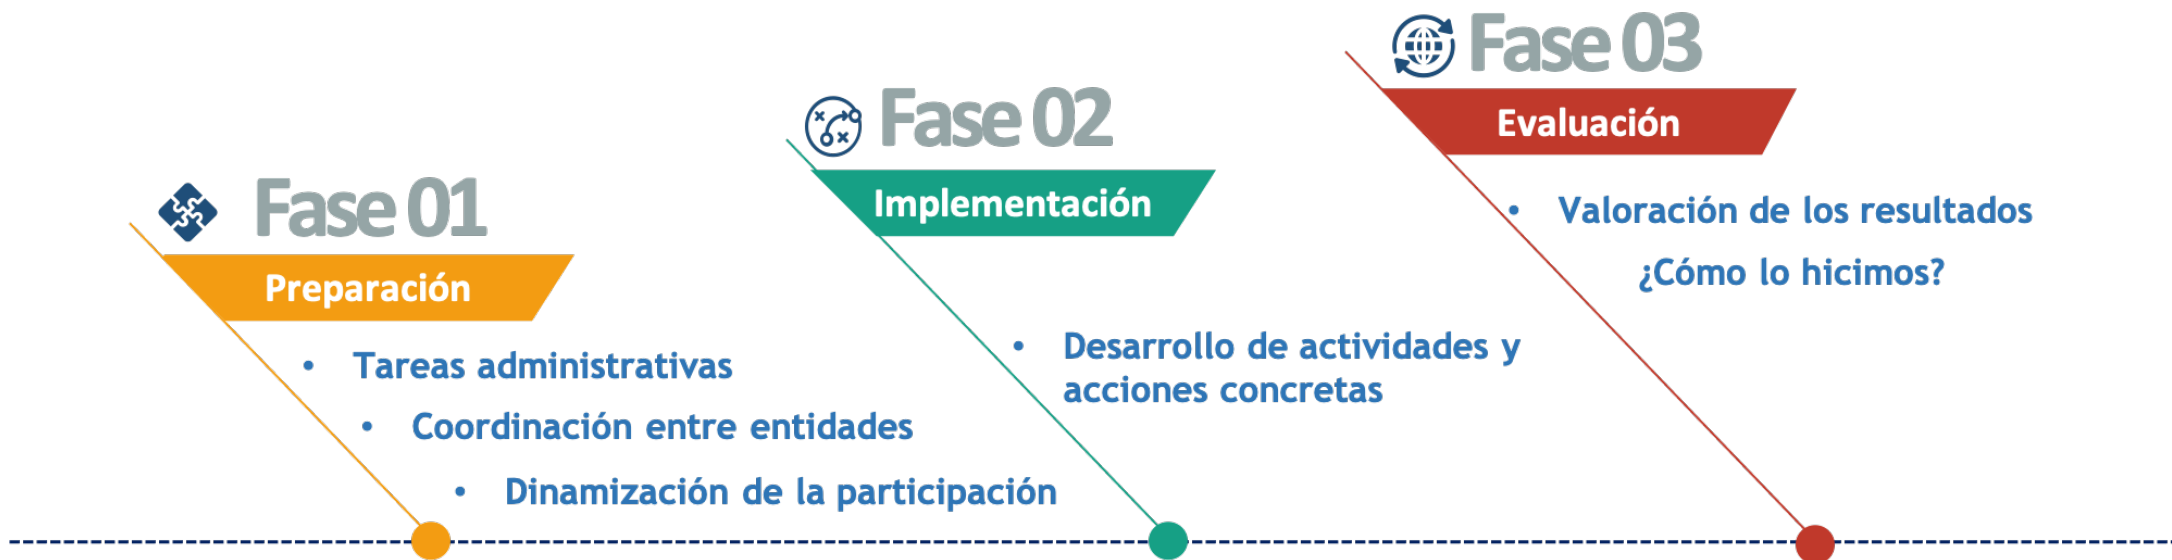 Fase 01
Preparación
• Tareas administrativas
• Coordinación entre entidades
• Dinamización de la participación
Fase 02
Implementación
• Desarrollo de actividades y
acciones concretas
Fase 03
Evaluación
• Valoración de los resultados
¿Cómo lo hicimos?